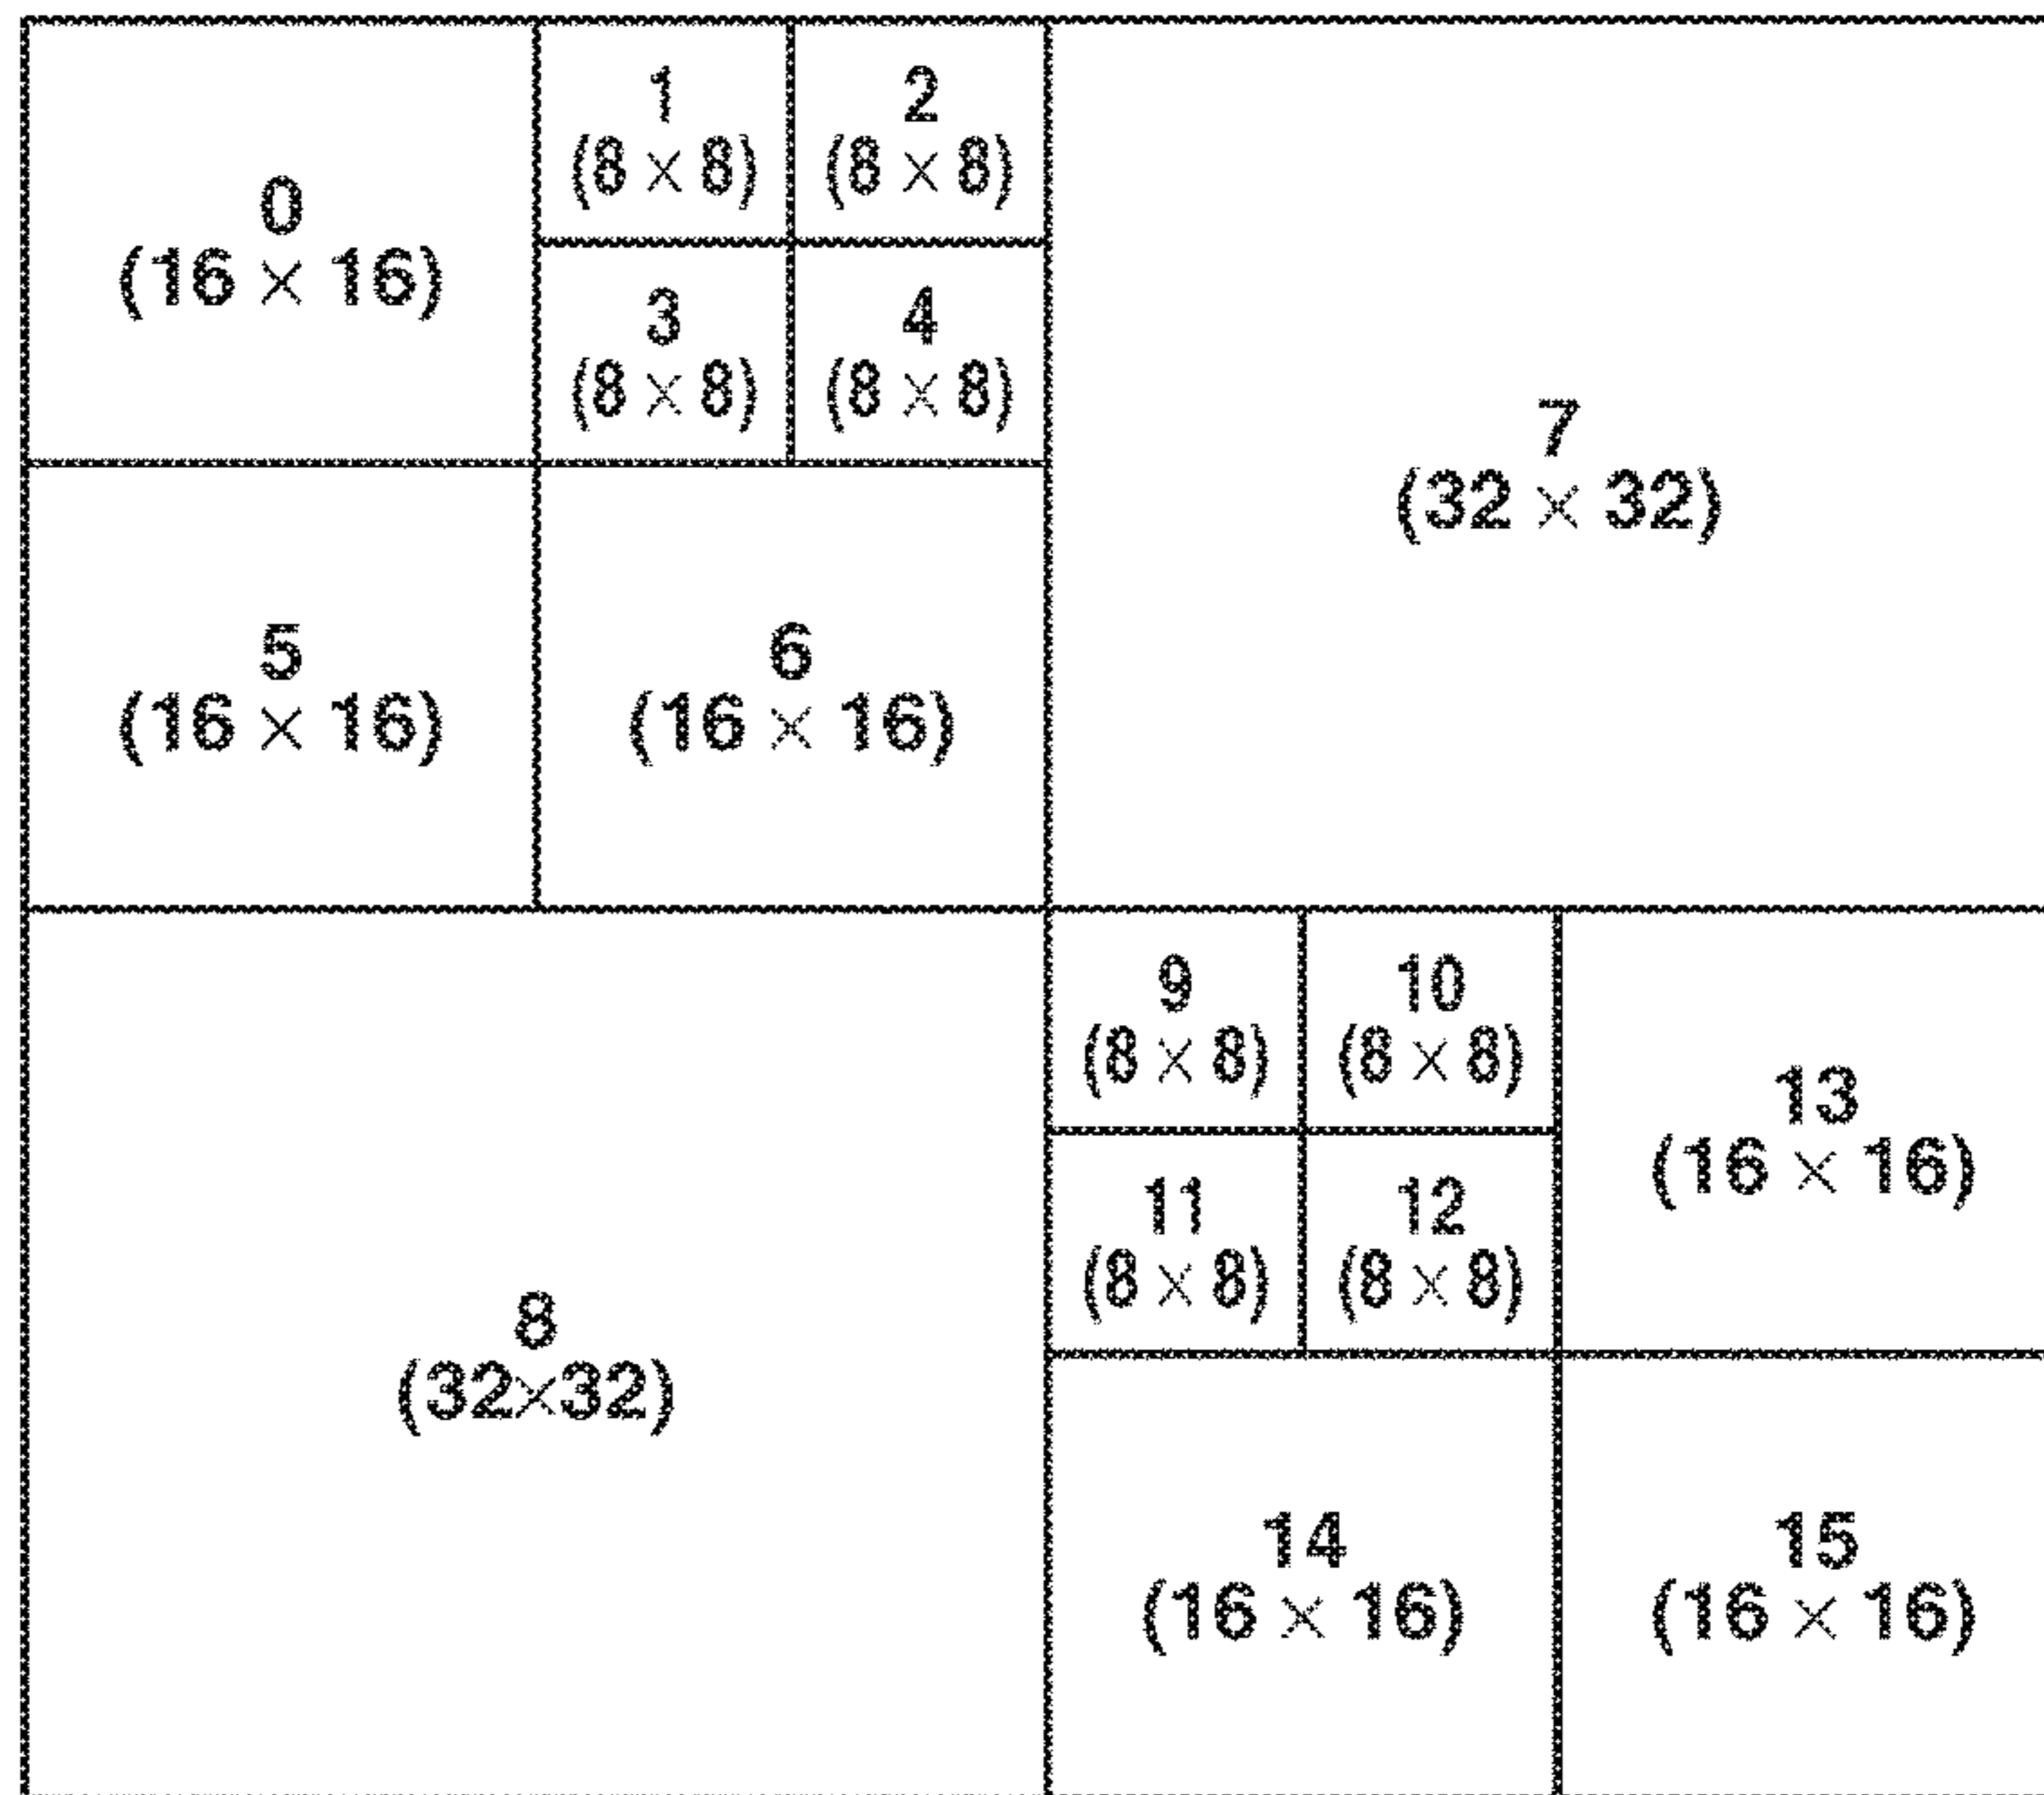 0
(16 × 16)
1
(8 × 8)
2
(8 × 8)
3
(8 × 8)
4
(8 × 8)
5
(16 × 16)
6
(16 × 16)
7
(32 × 32)
8
(32×32)
9
(8 × 8)
10
(8 × 8)
11
(8 × 8)
12
(8 × 8)
13
(16 × 16)
14
(16 × 16)
15
(16 × 16)